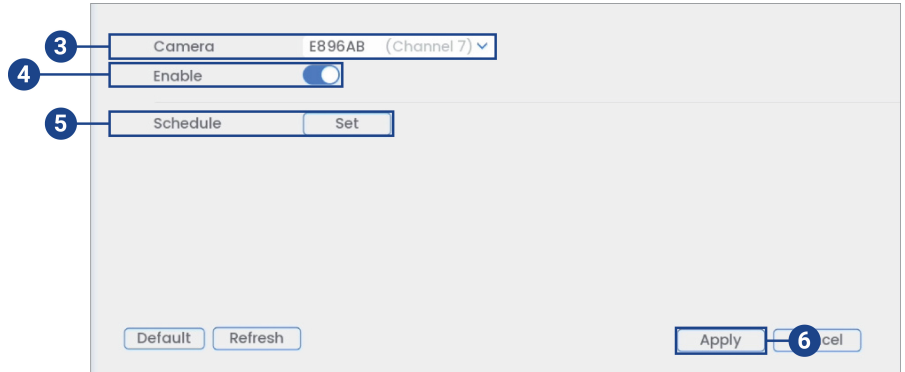 3 Camera E896AB (Channel 7)
4 Enable
5 Schedule Set
Default Refresh Apply 6 cel